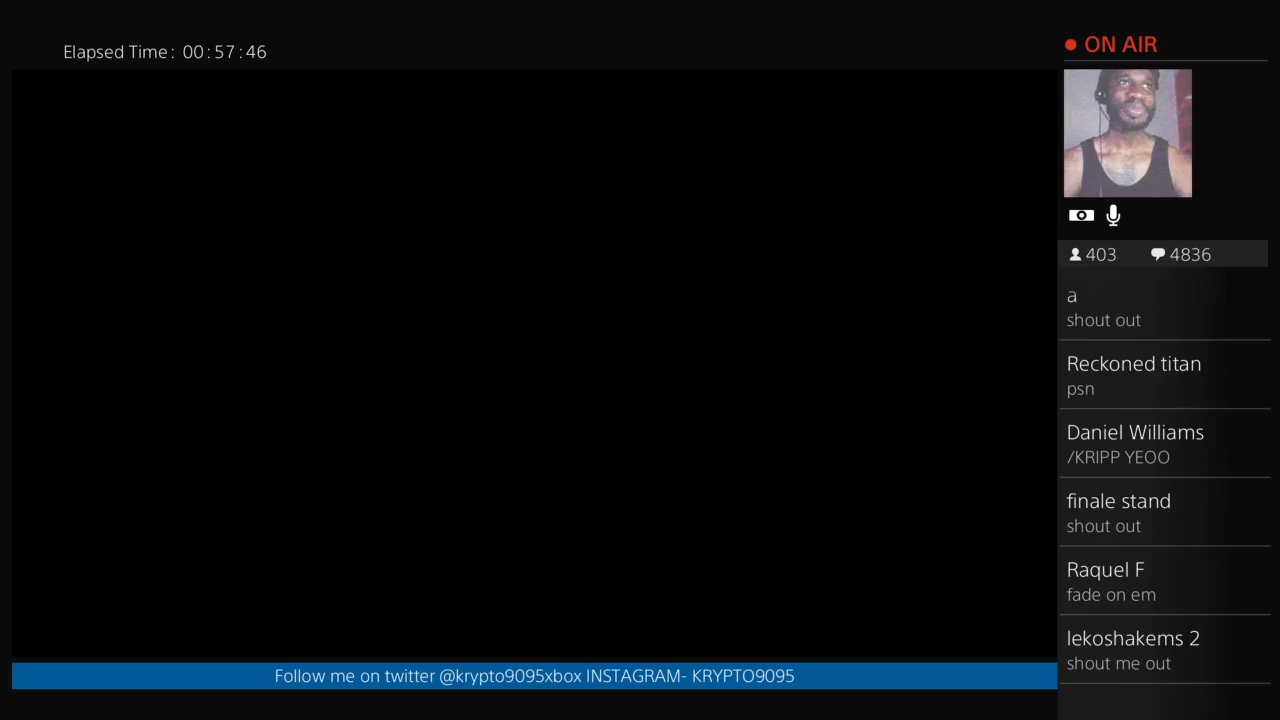 Elapsed Time: 00:57:46
ON AIR
403 4836
a
shout out
Reckoned titan
psn
Daniel Williams
/KRIPP YEOO
finale stand
shout out
Raquel F
fade on em
lekoshakems 2
shout me out
Follow me on twitter @krypto9095xbox INSTAGRAM- KRYPTO9095